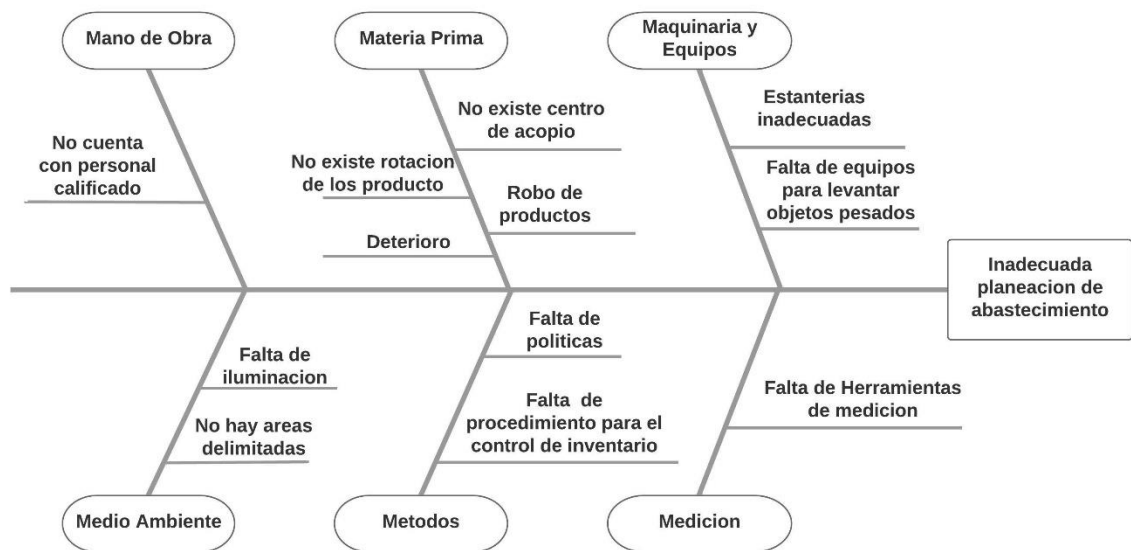 Mano de Obra
Materia Prima
Maquinaria y
Equipos
No cuenta
con personal
calificado
No existe centro
de acopio
No existe rotacion
de los producto
Robo de
productos
Deterioro
Estanterias
inadecuadas
Falta de equipos
para levantar
objetos pesados
Inadecuada
planeacion de
abastecimiento
Falta de
iluminacion
No hay areas
delimitadas
Falta de
politicas
Falta de
procedimiento para el
control de inventario
Falta de Herramientas
de medicion
Medio Ambiente
Metodos
Medicion